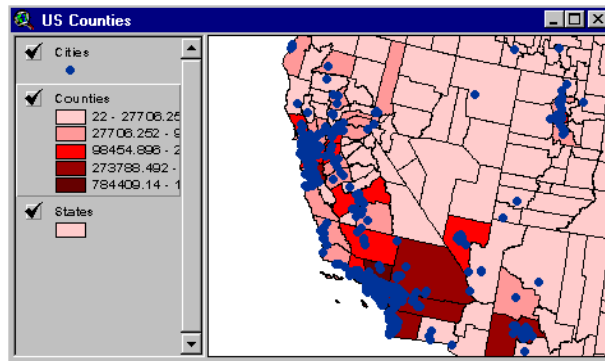 US Counties
Cities
Counties
22 - 27706.25
27706.252 - 9
98454.896 - 2
273788.492 -
784409.14 - 1
States